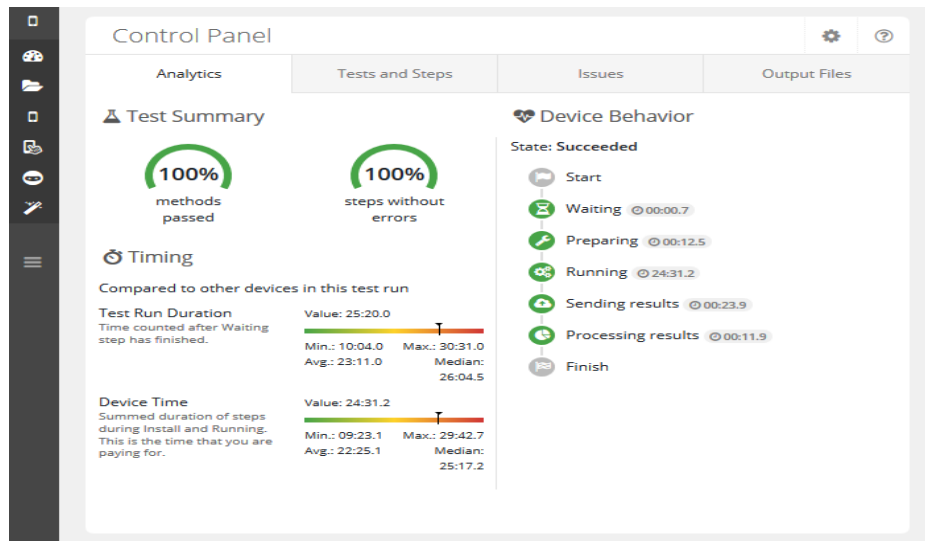 Control Panel
Analytics
Tests and Steps
Issues
Output Files
Test Summary
100%
methods
passed
100%
steps without
errors
Timing
Compared to other devices in this test run
Test Run Duration
Time counted after Waiting
step has finished.
Value: 25:20.0
Min.: 10:04.0 Max.: 30:31.0
Avg.: 23:11.0 Median:
26:04.5
Device Time
Summed duration of steps
during Install and Running.
This is the time that you are
paying for.
Value: 24:31.2
Min.: 09:23.1 Max.: 29:42.7
Avg.: 22:25.1 Median:
25:17.2
Device Behavior
State: Succeeded
Start
Waiting 00:00.7
Preparing 00:12.5
Running 24:31.2
Sending results 00:23.9
Processing results 00:11.9
Finish